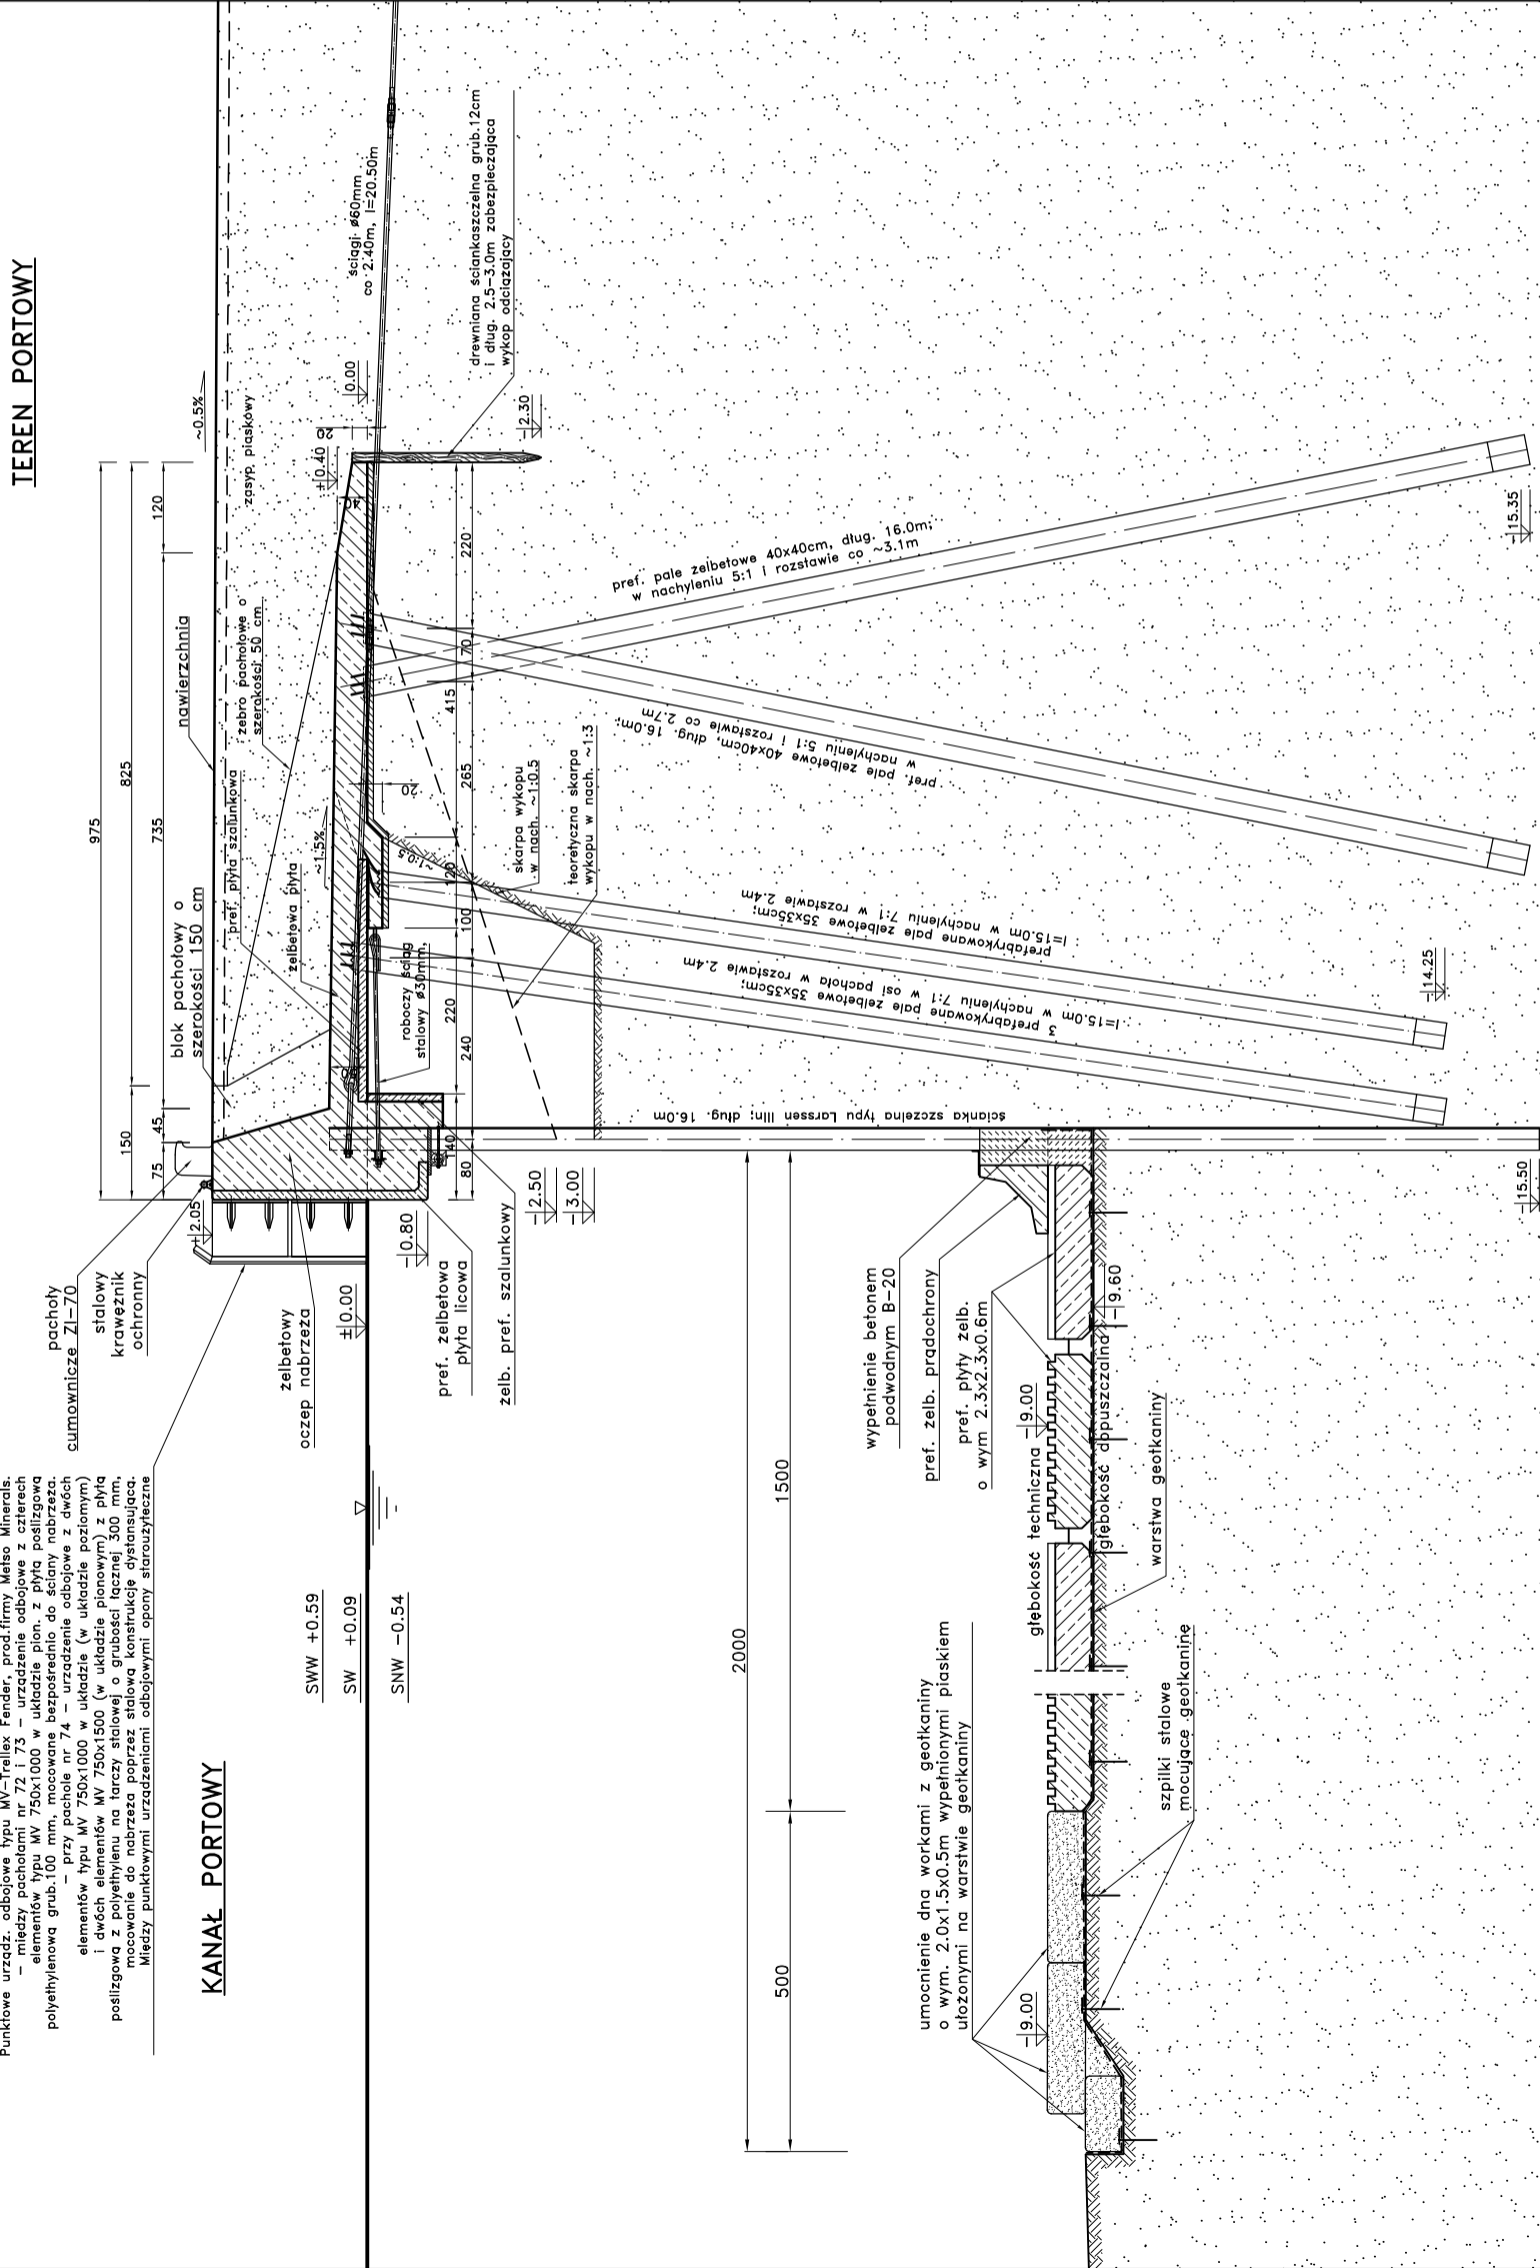 TEREN PORTOWY
Punktowe urządz. odbojowe typu MV-Trellex Fender, prod.firmy Metso Minerals.
- między pachołami nr 72 i 73 - urządzenie odbojowe z czterech
elementów typu MV 750x1000 w układzie pion. z płytą poślizgową
polyethylenową grub.100 mm, mocowane bezpośrednio do ściany nabrzeża.
- przy pachole nr 74 - urządzenie odbojowe z dwóch
elementów typu MV 750x1000 w układzie (w układzie poziomym)
i dwóch elementów MV 750x1500 (w układzie pionowym) z płytą
poślizgową z polyethylenu na tarczy stalowej o grubości łącznej 300 mm,
mocowanie do nabrzeża poprzez stalową konstrukcję dystansującą.
Między punktowymi urządzeniami odbojowymi opony staroużyteczne
KANAŁ PORTOWY
pachoły
cumownicze ZI-70
stalowy
krawężnik
ochronny
żelbetowy
oczep nabrzeża
±0.00
SWW +0.59
SW +0.09
SNW -0.54
pref. żelbetowa
płyta licowa
żelb. pref. szalunkowy
+2.05
-0.80
-2.50
-3.00
975
150
825
75
45
735
120
blok pachołowy o
szerokości 150 cm
nawierzchnia
pref. płyta szalunkowa
żebro pachołowe o
szerokości 50 cm
zasyp piaskowy
~0.5%
żelbetowa płyta
~1.5%
+0.40
20
40
0.00
ściągi ø60mm
co 2.40m, l=20.50m
drewniana ściankaszczelna grub.12cm
i dług. 2.5-3.0m zabezpieczająca
wykop odciążający
-2.30
roboczy ściąg
stalowy ø30mm
20
~1:0.5
140
220
120
415
80
240
100
265
70
220
skarpa wykopu
w nach. ~1:0.5
teoretyczna skarpa
wykopu w nach. ~1:3
pref. pale żelbetowe 40x40cm, dług. 16.0m;
w nachyleniu 5:1 i rozstawie co ~3.1m
pref. pale żelbetowe 40x40cm, dług. 16.0m;
w nachyleniu 5:1 i rozstawie co 2.7m
prefabrykowane pale żelbetowe 35x35cm;
l=15.0m w nachyleniu 7:1 w rozstawie 2.4m
3 prefabrykowane pale żelbetowe 35x35cm;
l=15.0m w nachyleniu 7:1 w osi pachoła w rozstawie 2.4m
ścianka szczelna typu Larssen IIIn; dług. 16.0m
-15.35
-14.25
-15.50
2000
1500
500
wypełnienie betonem
podwodnym B-20
pref. żelb. prądochrony
pref. płyty żelb.
o wym 2.3x2.3x0.6m
głębokość techniczna
-9.00
głębokość dopuszczalna
-9.60
warstwa geotkaniny
umocnienie dna workami z geotkaniny
o wym. 2.0x1.5x0.5m wypełnionymi piaskiem
ułożonymi na warstwie geotkaniny
-9.00
szpilki stalowe
mocujące geotkaninę